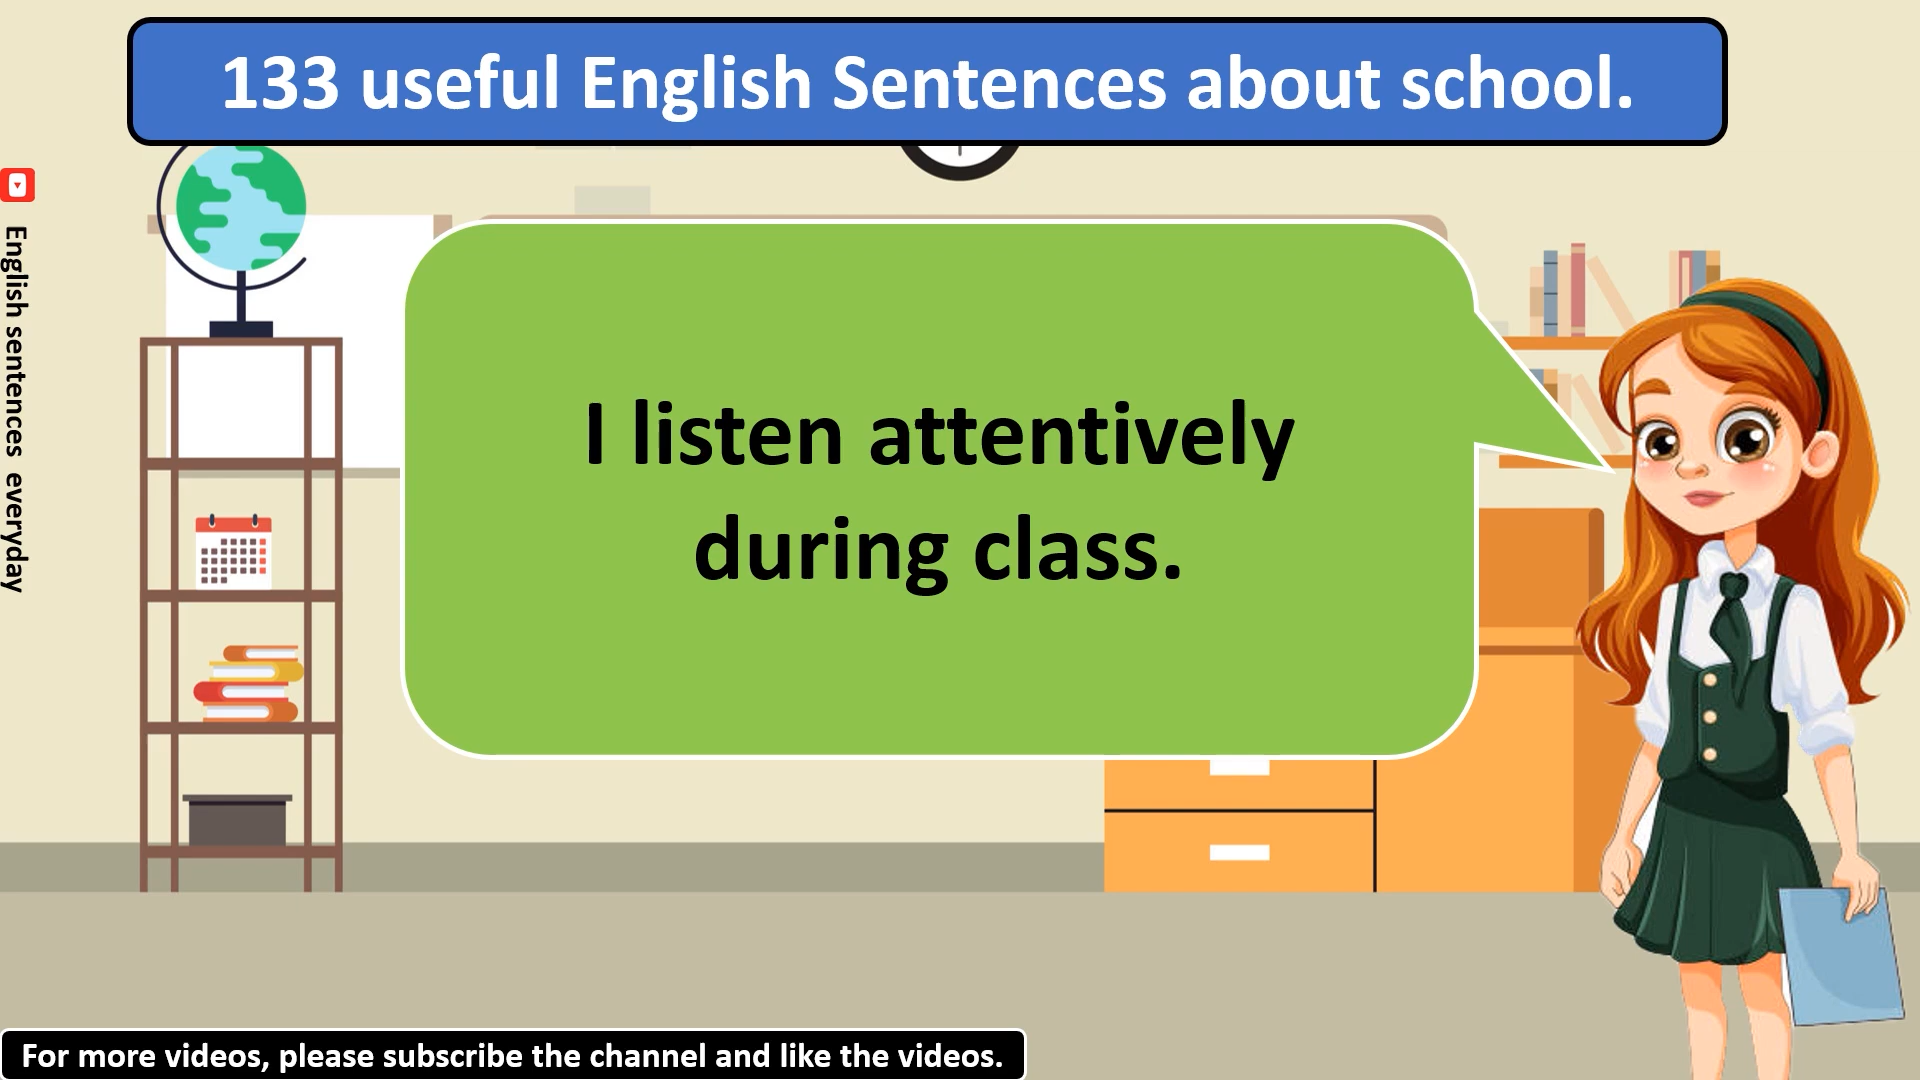 133 useful English Sentences about school.
English sentences everyday
I listen attentively
during class.
For more videos, please subscribe the channel and like the videos.